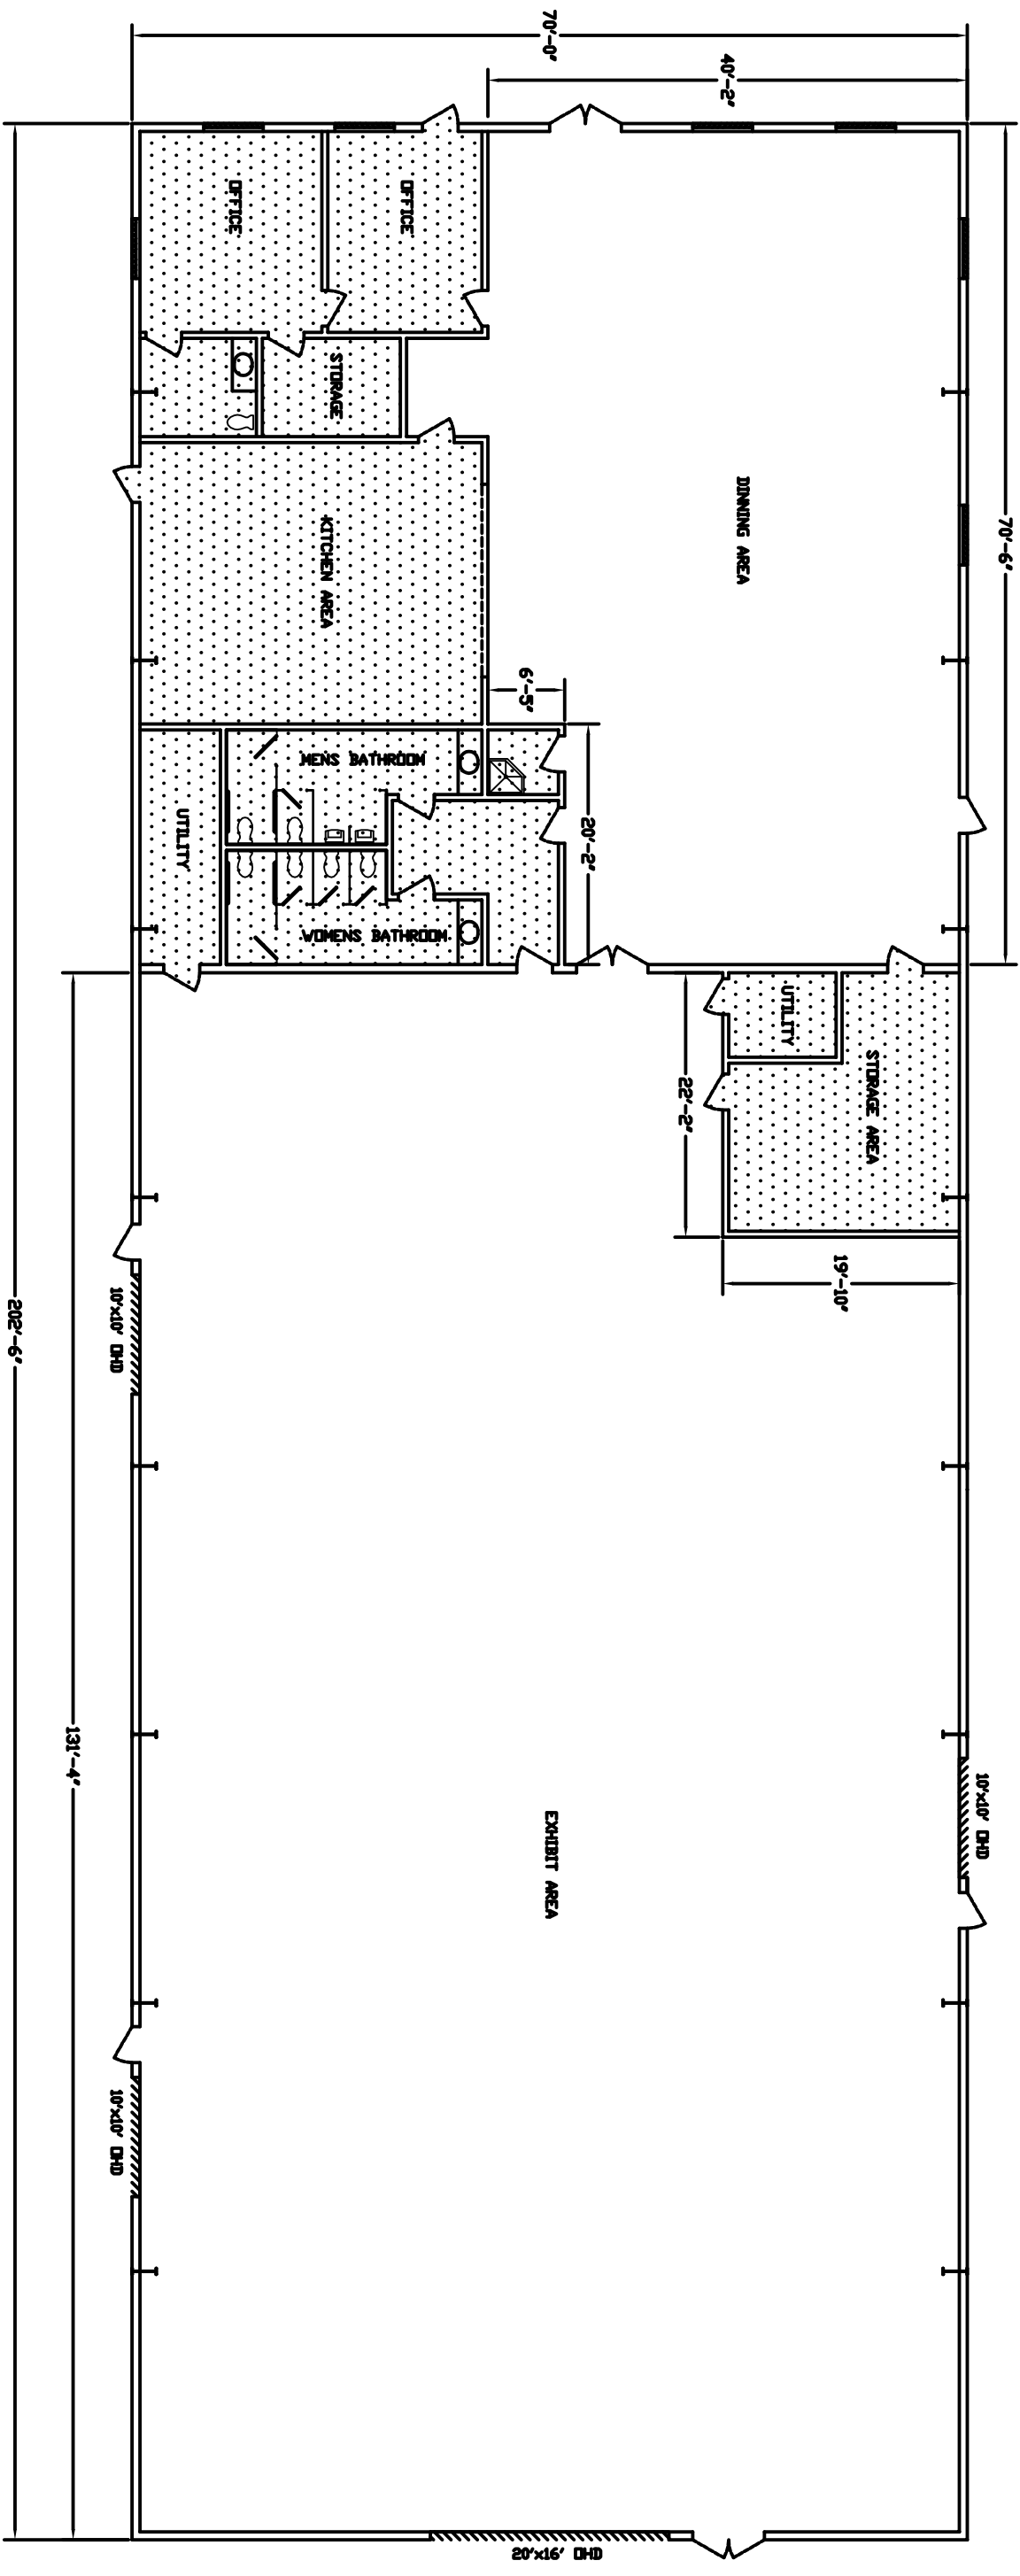 70'-0"
40'-2"
70'-6"
OFFICE
OFFICE
STORAGE
DINNING AREA
KITCHEN AREA
6'-5"
MENS BATHROOM
20'-2"
UTILITY
WOMENS BATHROOM
UTILITY
STORAGE AREA
22'-2"
19'-10"
10'x10' OHD
202'-6"
131'-4"
10'x10' OHD
EXHIBIT AREA
10'x10' OHD
20'x16' OHD